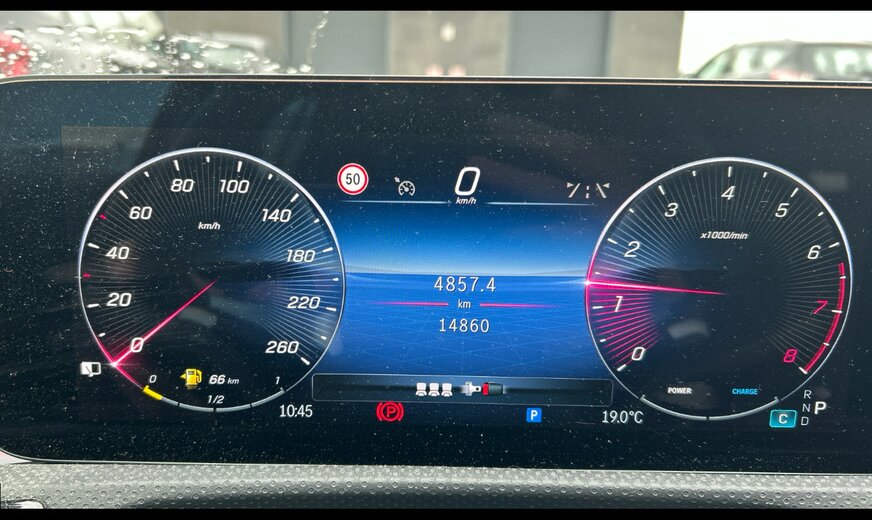 50
0
km/h
80 100
60 140
km/h
40 180
20 220
0 260
0 66 km 1
1/2
10:45
4857.4
km
14860
P
P
19.0°C
4
3 5
x1000/min
2 6
1 7
0 8
POWER CHARGE
R
N P
D
C